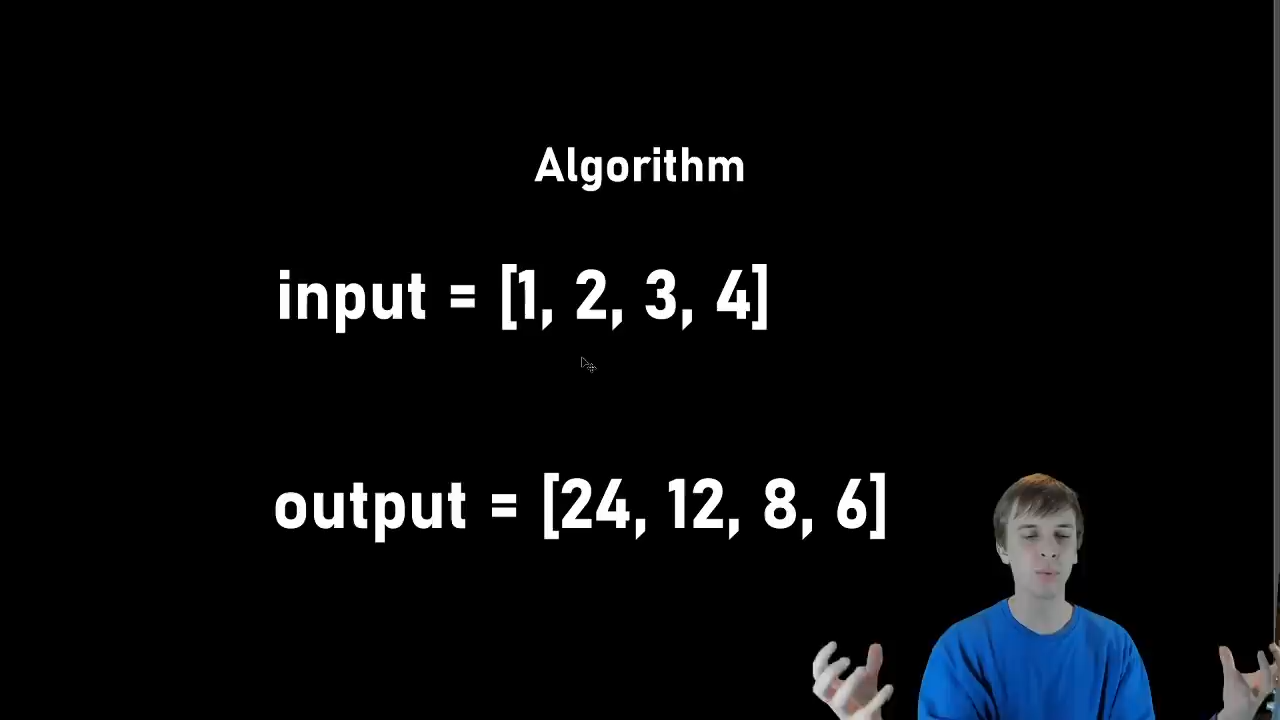 Algorithm
input = [1, 2, 3, 4]
output = [24, 12, 8, 6]